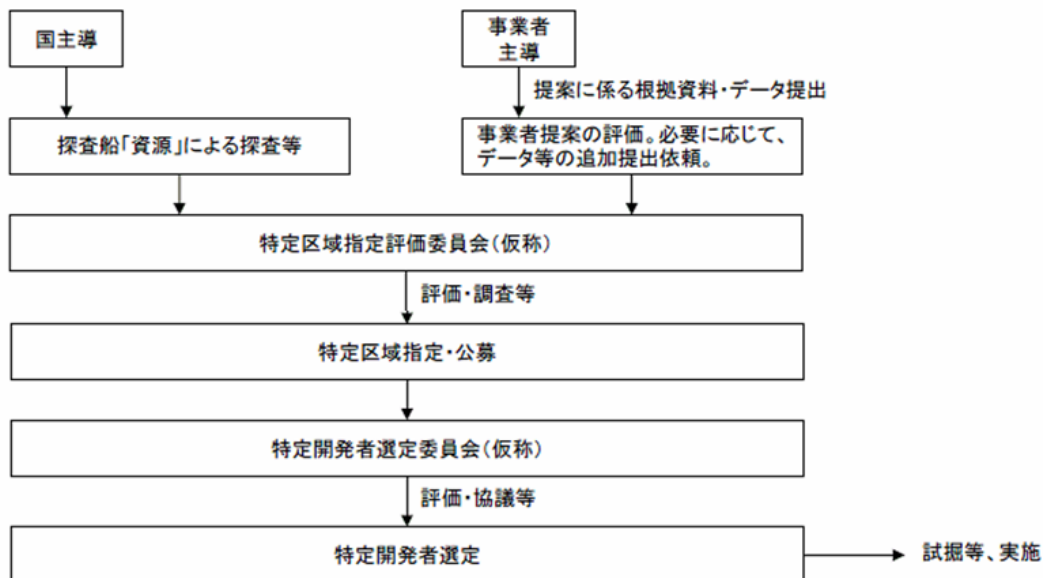 国主導
事業者
主導
提案に係る根拠資料・データ提出
探査船「資源」による探査等
事業者提案の評価。必要に応じて、
データ等の追加提出依頼。
特定区域指定評価委員会(仮称)
評価・調査等
特定区域指定・公募
特定開発者選定委員会(仮称)
評価・協議等
特定開発者選定
試掘等、実施